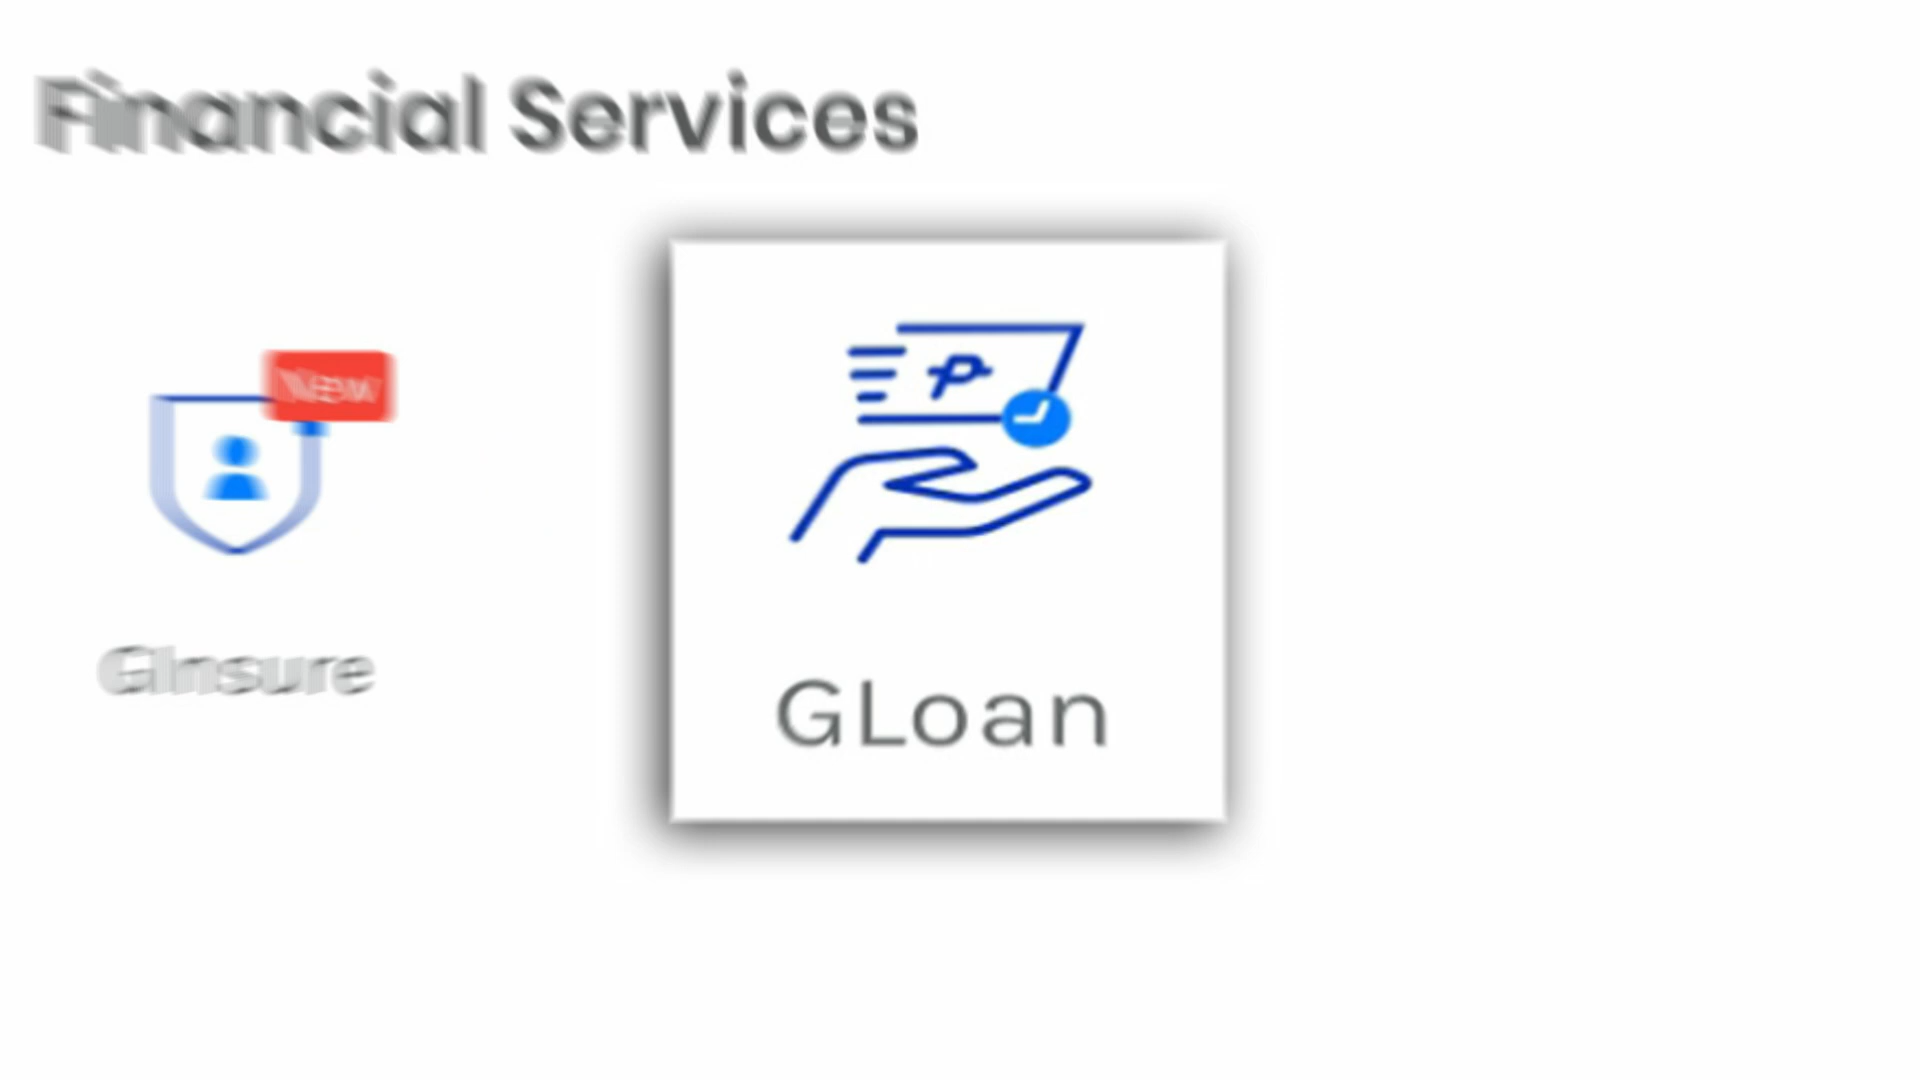 Financial Services
New
₱
GInsure
GLoan